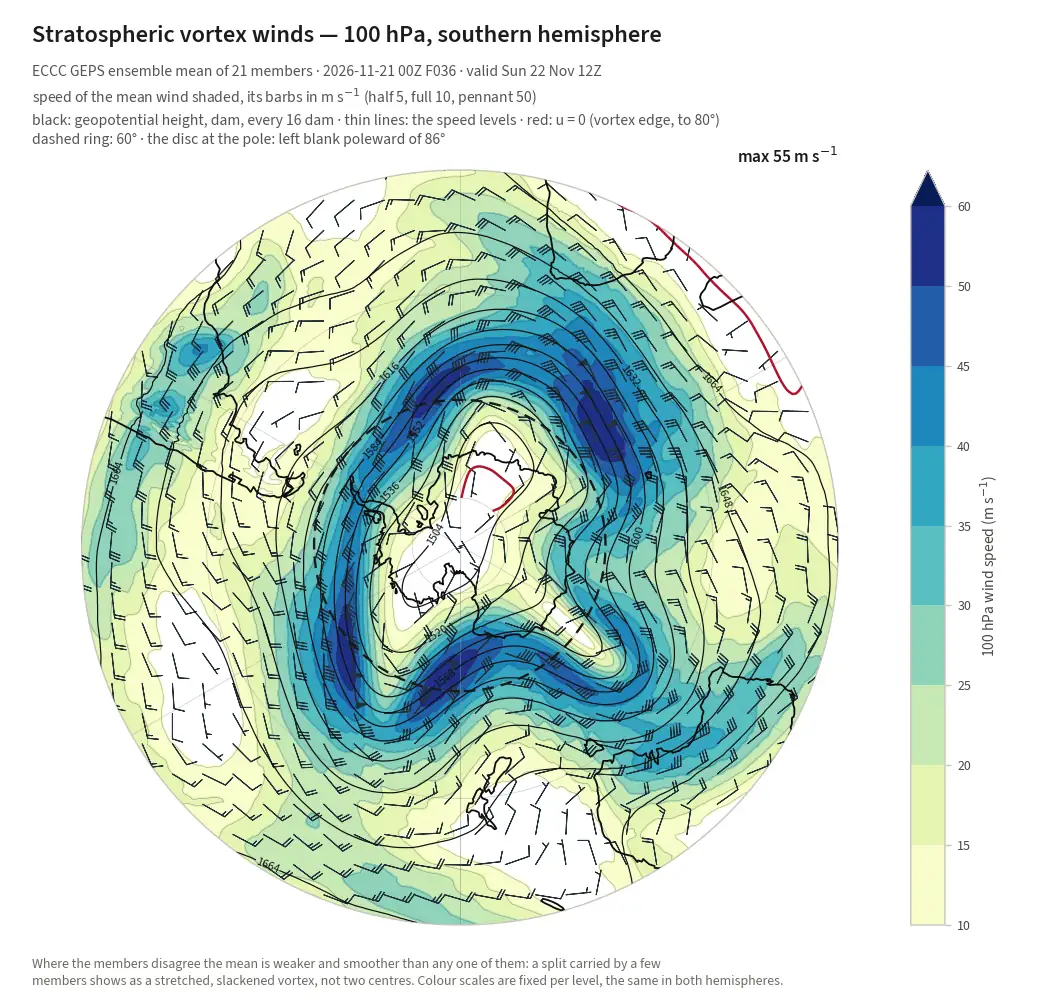 Stratospheric vortex winds — 100 hPa, southern hemisphere
ECCC GEPS ensemble mean of 21 members · 2026-11-21 00Z F036 · valid Sun 22 Nov 12Z
speed of the mean wind shaded, its barbs in m s⁻¹ (half 5, full 10, pennant 50)
black: geopotential height, dam, every 16 dam · thin lines: the speed levels · red: u = 0 (vortex edge, to 80°)
dashed ring: 60° · the disc at the pole: left blank poleward of 86°
max 55 m s⁻¹
60
50
45
40
35
30
25
20
15
10
100 hPa wind speed (m s⁻¹)
1616
1632
1664
1584
1536
1648
1600
1504
1520
1664
Where the members disagree the mean is weaker and smoother than any one of them: a split carried by a few
members shows as a stretched, slackened vortex, not two centres. Colour scales are fixed per level, the same in both hemispheres.